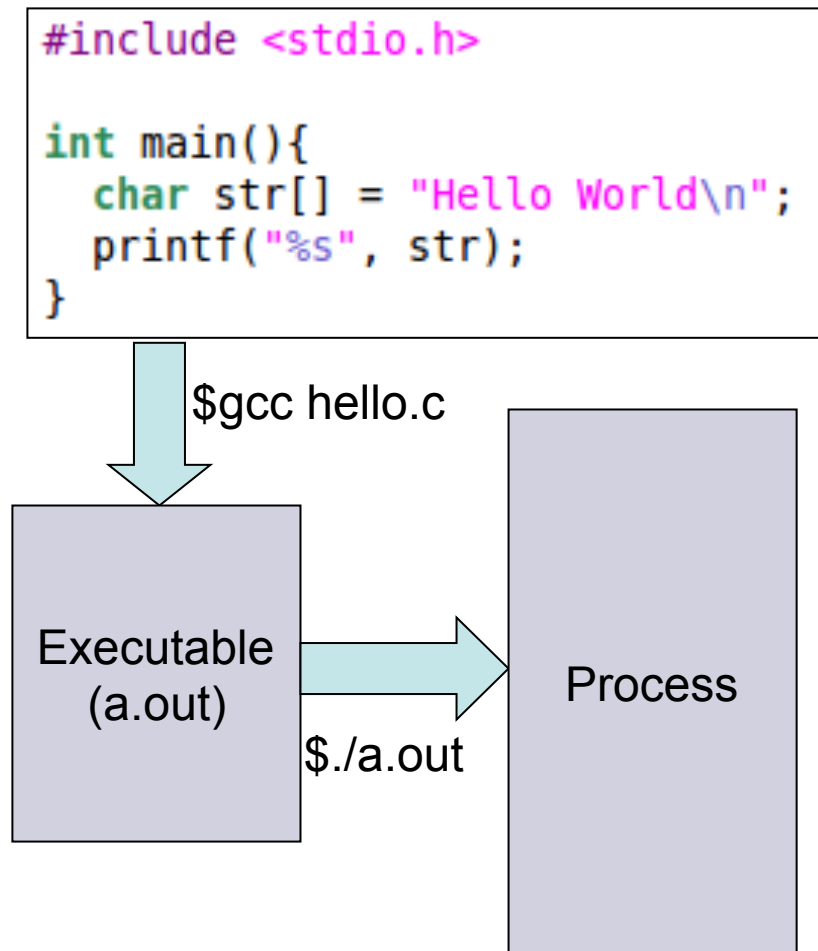 #include <stdio.h>
int main(){
char str[] = "Hello World\n";
printf("%s", str);
}
$gcc hello.c
Executable
(a.out)
$./a.out
Process